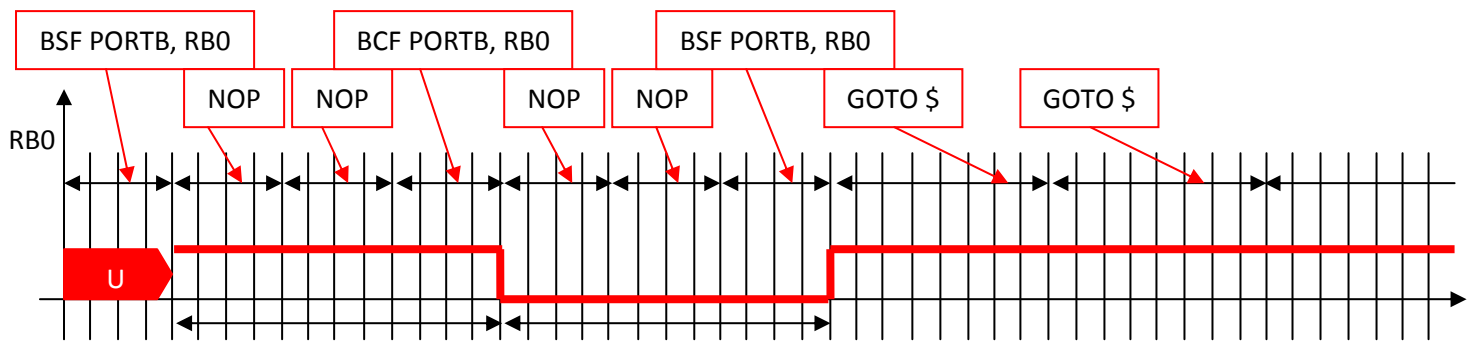 BSF PORTB, RB0
BCF PORTB, RB0
BSF PORTB, RB0
NOP
NOP
NOP
NOP
GOTO $
GOTO $
RB0
U